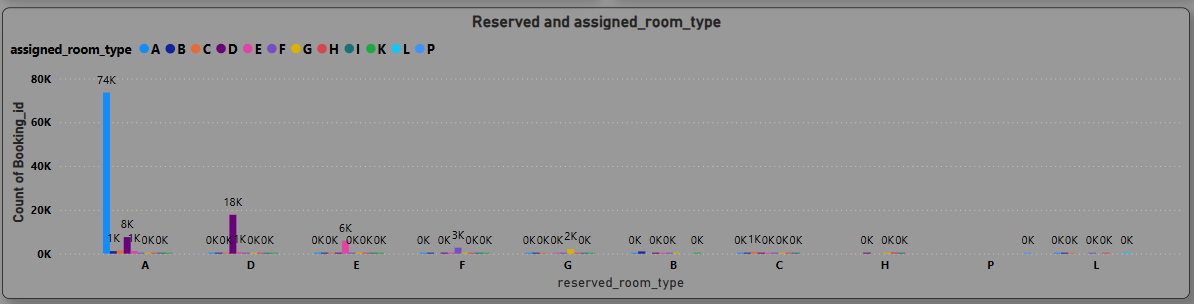 Reserved and assigned_room_type
assigned_room_type A B C D E F G H I K L P
Count of Booking_id
80K
60K
40K
20K
0K
74K
1K 8K 1K 0K 0K
0K 0K 18K 1K 0K 0K
0K 0K 6K 0K 0K 0K
0K 0K 3K 0K 0K
0K 0K 0K 2K 0K
0K 0K 0K 0K
0K 1K 0K 0K 0K
0K 0K 0K
0K
0K 0K 0K 0K 0K
A D E F G B C H P L
reserved_room_type